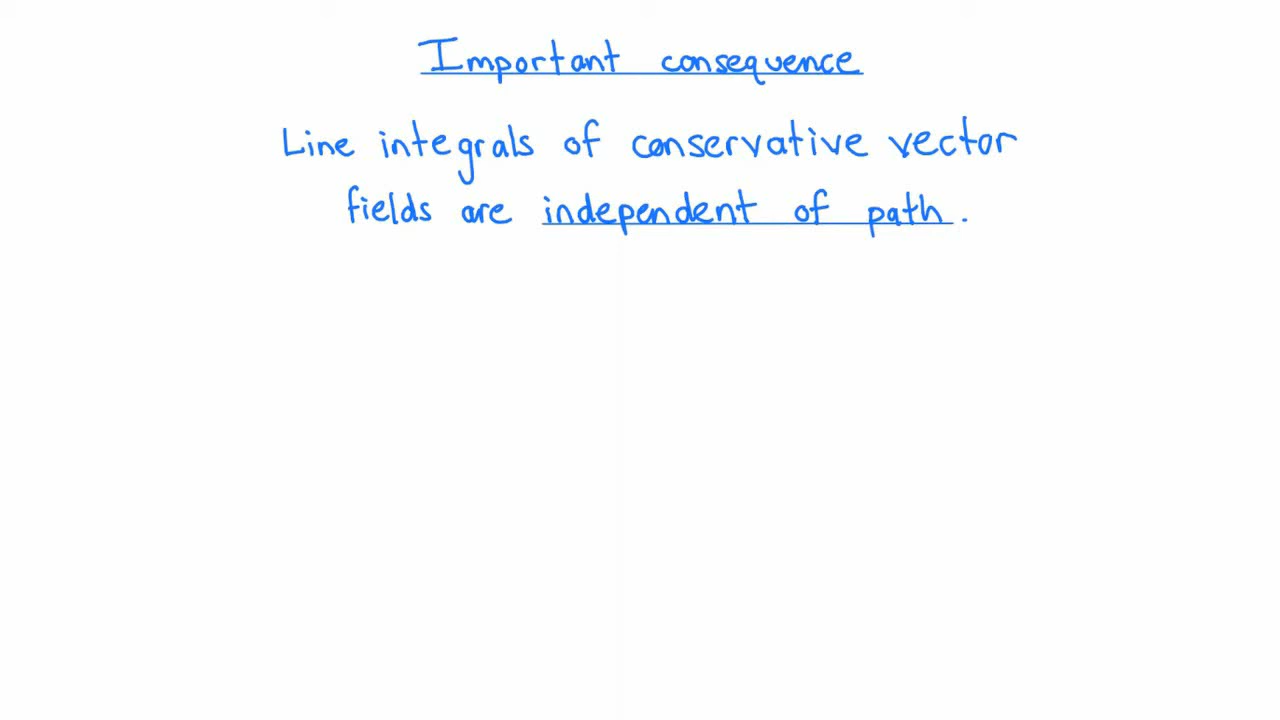 Important consequence
Line integrals of conservative vector
fields are independent of path.